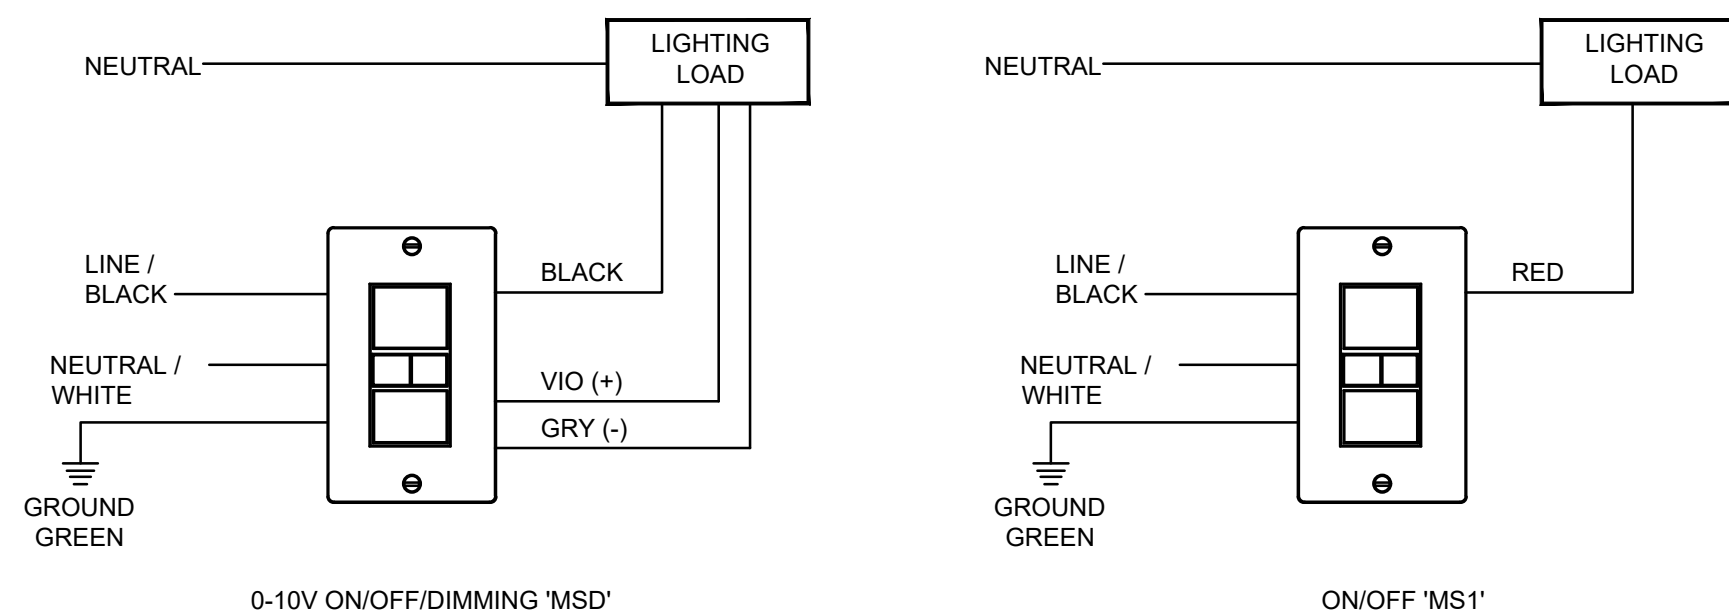 LIGHTING
LOAD
NEUTRAL
LINE /
BLACK
BLACK
NEUTRAL /
WHITE
VIO (+)
GRY (-)
GROUND
GREEN
0-10V ON/OFF/DIMMING 'MSD'
LIGHTING
LOAD
NEUTRAL
LINE /
BLACK
RED
NEUTRAL /
WHITE
GROUND
GREEN
ON/OFF 'MS1'